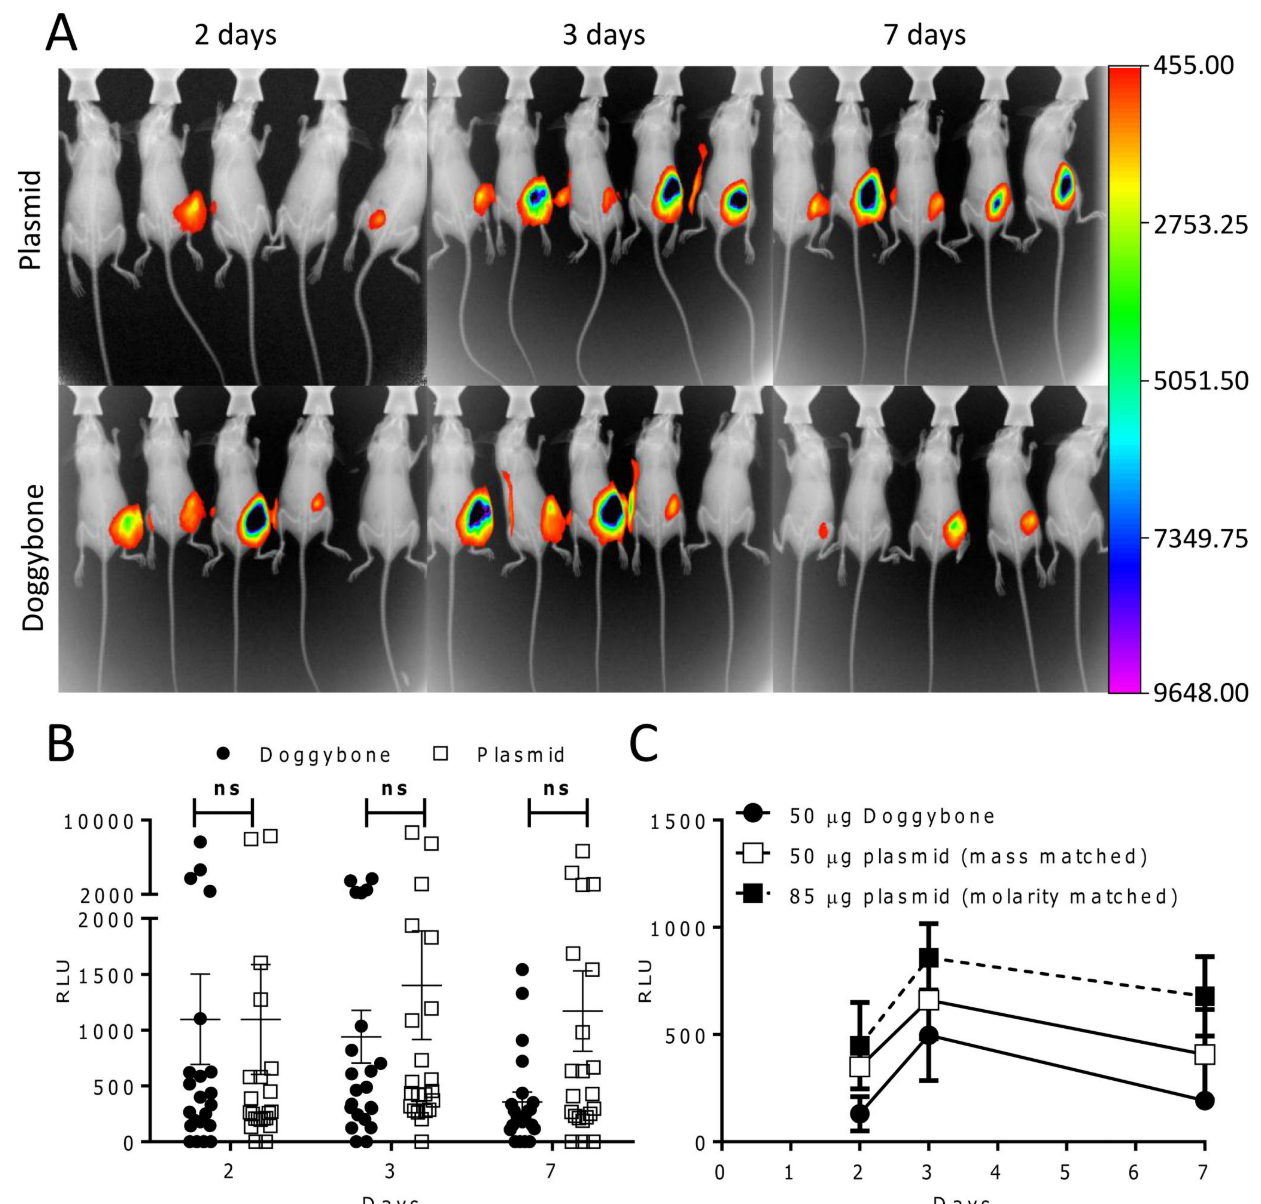 A
2 days
3 days
7 days
Plasmid
Doggybone
455.00
2753.25
5051.50
7349.75
9648.00
B
Doggybone
Plasmid
ns
ns
ns
10000
2000
2000
1500
1000
500
0
RLU
2
3
7
Days
C
50 µg Doggybone
50 µg plasmid (mass matched)
85 µg plasmid (molarity matched)
1500
1000
500
0
RLU
0 1 2 3 4 5 6 7
Days